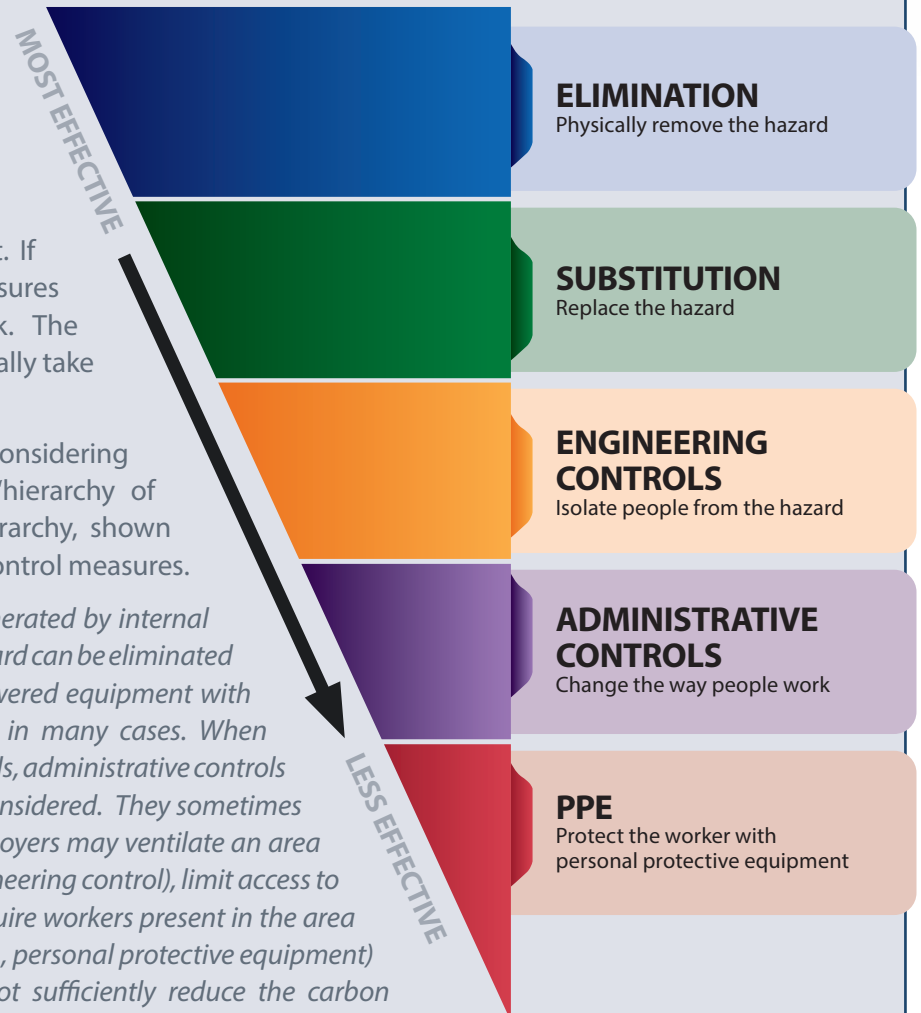 MOST EFFECTIVE
. If
sures
k. The
ally take
onsidering
hierarchy of
rarchy, shown
ontrol measures.
erated by internal
ard can be eliminated
wered equipment with
in many cases. When
ls, administrative controls
nsidered. They sometimes
oyers may ventilate an area
neering control), limit access to
uire workers present in the area
, personal protective equipment)
ot sufficiently reduce the carbon
LESS EFFECTIVE
ELIMINATION
Physically remove the hazard
SUBSTITUTION
Replace the hazard
ENGINEERING
CONTROLS
Isolate people from the hazard
ADMINISTRATIVE
CONTROLS
Change the way people work
PPE
Protect the worker with
personal protective equipment